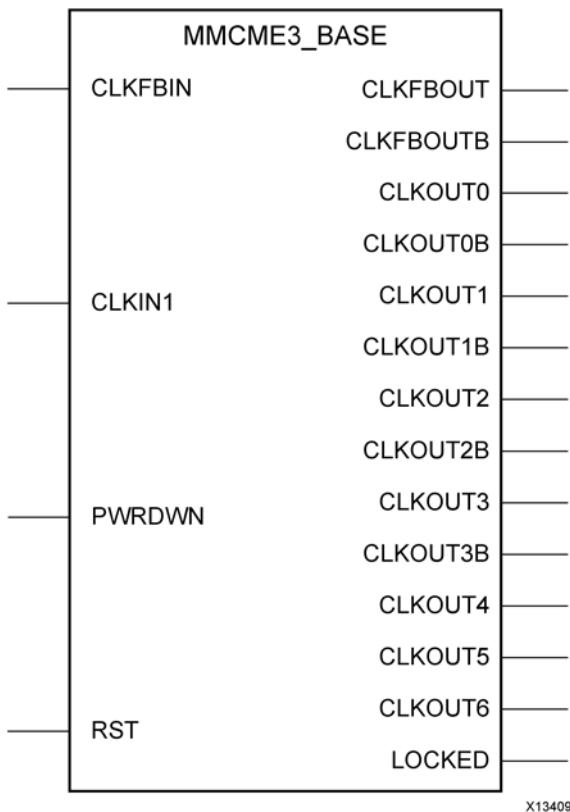 MMCME3_BASE
CLKFBIN
CLKIN1
PWRDWN
RST
CLKFBOUT
CLKFBOUTB
CLKOUT0
CLKOUT0B
CLKOUT1
CLKOUT1B
CLKOUT2
CLKOUT2B
CLKOUT3
CLKOUT3B
CLKOUT4
CLKOUT5
CLKOUT6
LOCKED
X13409